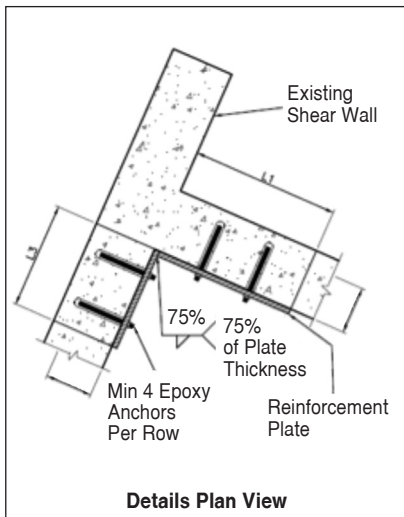 Existing
Shear Wall
L1
L3
75%
75%
of Plate
Thickness
Min 4 Epoxy
Anchors
Per Row
Reinforcement
Plate
Details Plan View